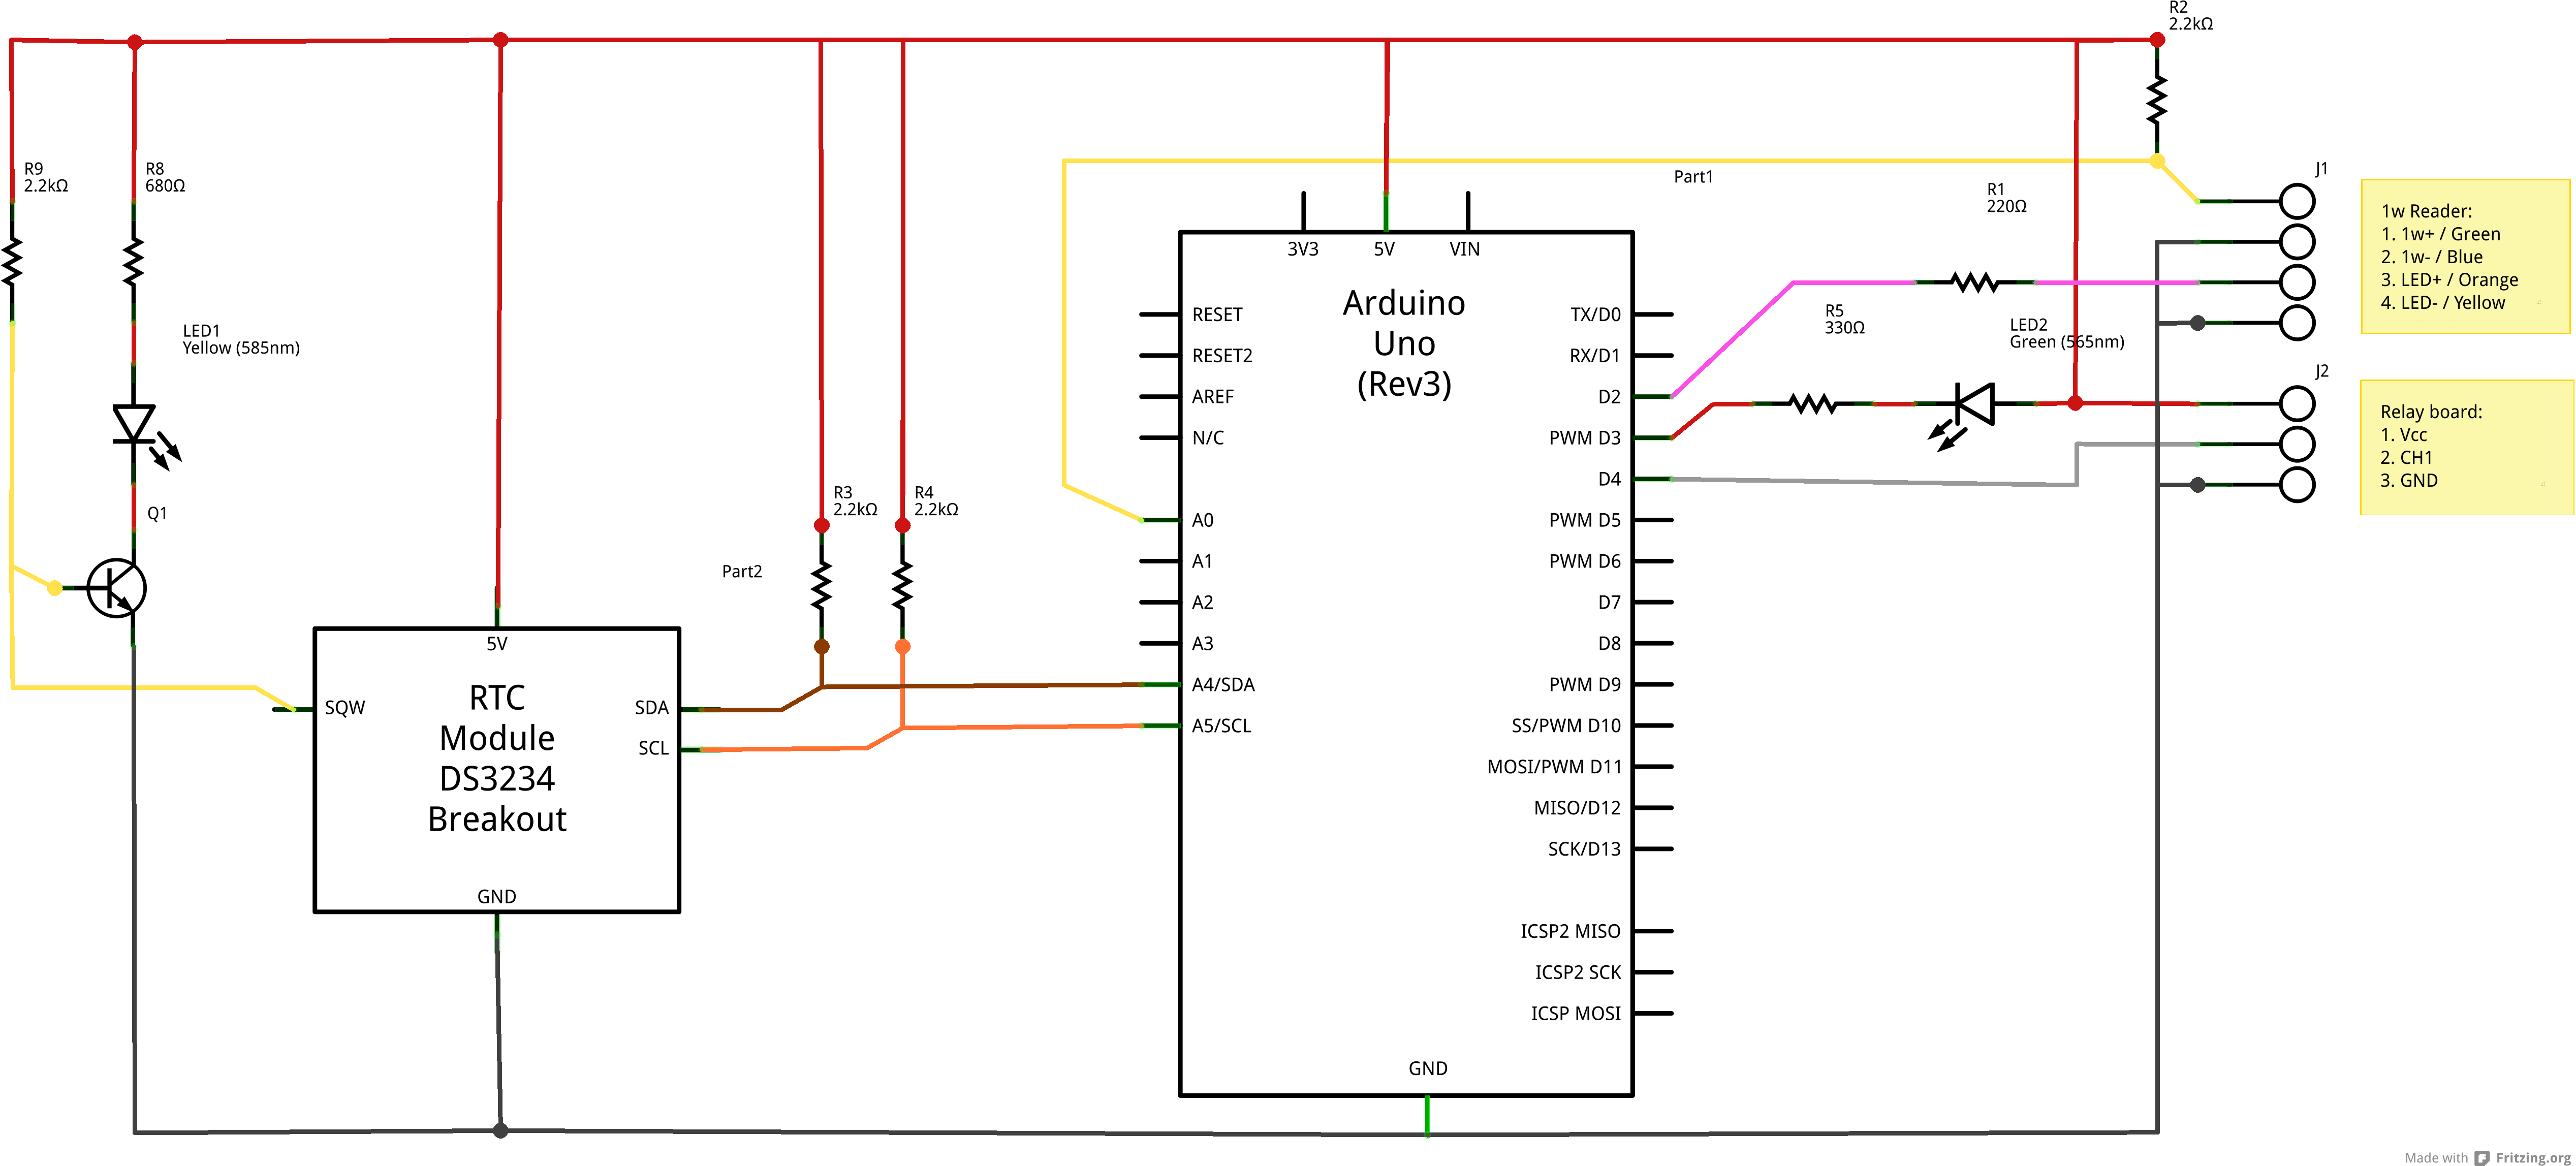 R2
2.2kΩ
R9
2.2kΩ
R8
680Ω
J1
Part1
R1
220Ω
1w Reader:
1. 1w+ / Green
2. 1w- / Blue
3. LED+ / Orange
4. LED- / Yellow
3V3
5V
VIN
Arduino
Uno
(Rev3)
RESET
RESET2
AREF
N/C
A0
A1
A2
A3
A4/SDA
A5/SCL
TX/D0
RX/D1
D2
PWM D3
D4
PWM D5
PWM D6
D7
D8
PWM D9
SS/PWM D10
MOSI/PWM D11
MISO/D12
SCK/D13
ICSP2 MISO
ICSP2 SCK
ICSP MOSI
GND
R5
330Ω
LED2
Green (565nm)
LED1
Yellow (585nm)
J2
Relay board:
1. Vcc
2. CH1
3. GND
R3
2.2kΩ
R4
2.2kΩ
Q1
Part2
5V
RTC
Module
DS3234
Breakout
SQW
SDA
SCL
GND
Made with Fritzing.org